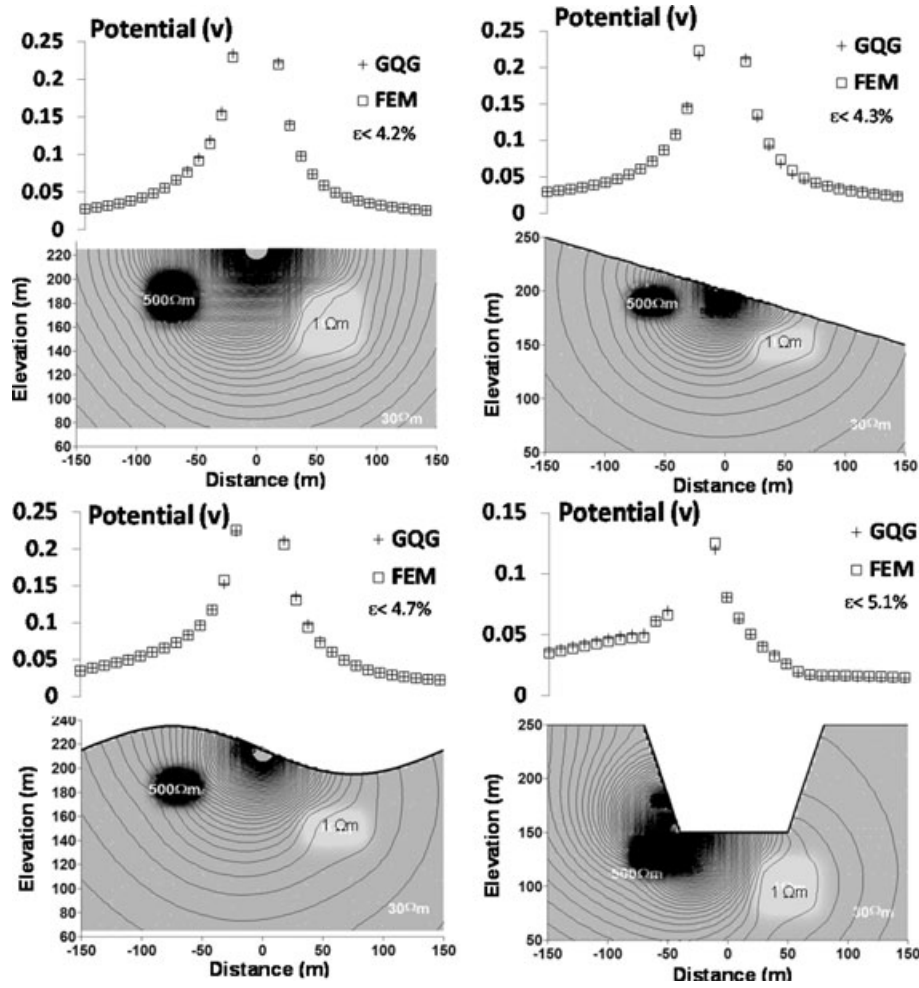 Potential (v)
0.25
0.2
0.15
0.1
0.05
0
+ GQG
□ FEM
ε< 4.2%
Elevation (m)
220
200
180
160
140
120
100
80
60
500Ωm
1 Ωm
30Ωm
-150 -100 -50 0 50 100 150
Distance (m)
Potential (v)
0.25
0.2
0.15
0.1
0.05
0
+ GQG
□ FEM
ε< 4.3%
Elevation (m)
250
200
150
100
50
500Ωm
1 Ωm
30Ωm
-150 -100 -50 0 50 100 150
Distance (m)
Potential (v)
0.25
0.2
0.15
0.1
0.05
0
+ GQG
□ FEM
ε< 4.7%
Elevation (m)
240
220
200
180
160
140
120
100
80
60
500Ωm
1 Ωm
30Ωm
-150 -100 -50 0 50 100 150
Distance (m)
Potential (v)
0.15
0.1
0.05
0
+ GQG
□ FEM
ε< 5.1%
Elevation (m)
250
200
150
100
50
500Ωm
1 Ωm
30Ωm
-150 -100 -50 0 50 100 150
Distance (m)